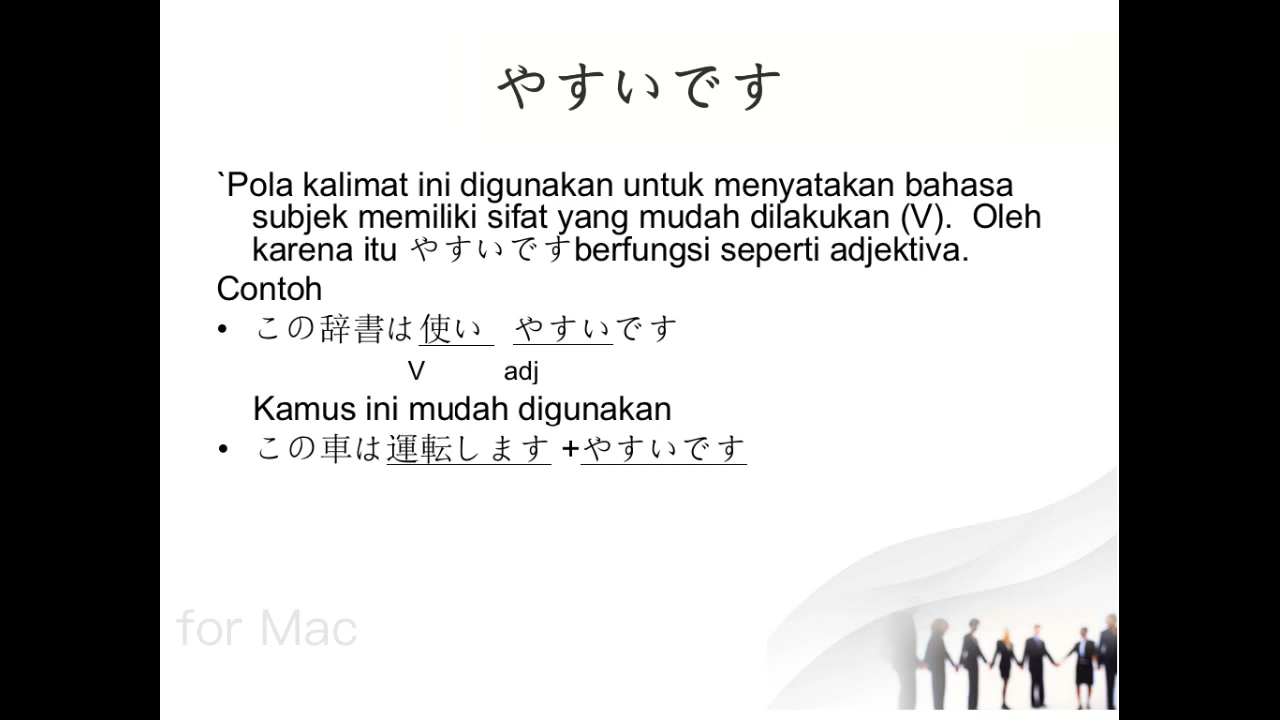 やすいです
`Pola kalimat ini digunakan untuk menyatakan bahasa
subjek memiliki sifat yang mudah dilakukan (V).  Oleh
karena itu やすいですberfungsi seperti adjektiva.
Contoh
• この辞書は使い やすいです
V adj
Kamus ini mudah digunakan
• この車は運転します +やすいです
for Mac